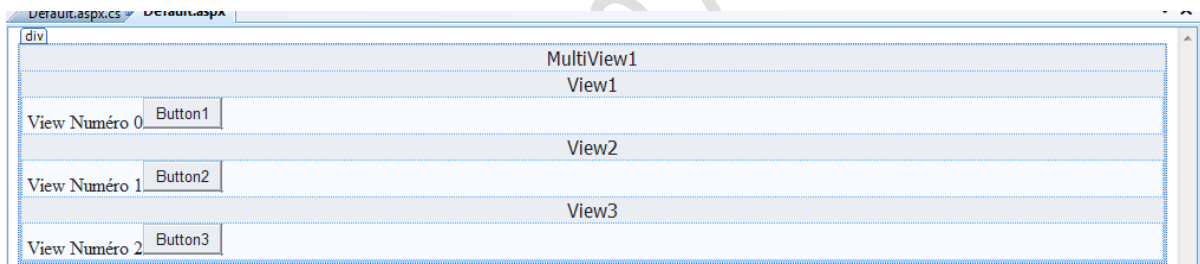 Default.aspx.cs Default.aspx
div
MultiView1
View1
View Numéro 0 Button1
View2
View Numéro 1 Button2
View3
View Numéro 2 Button3